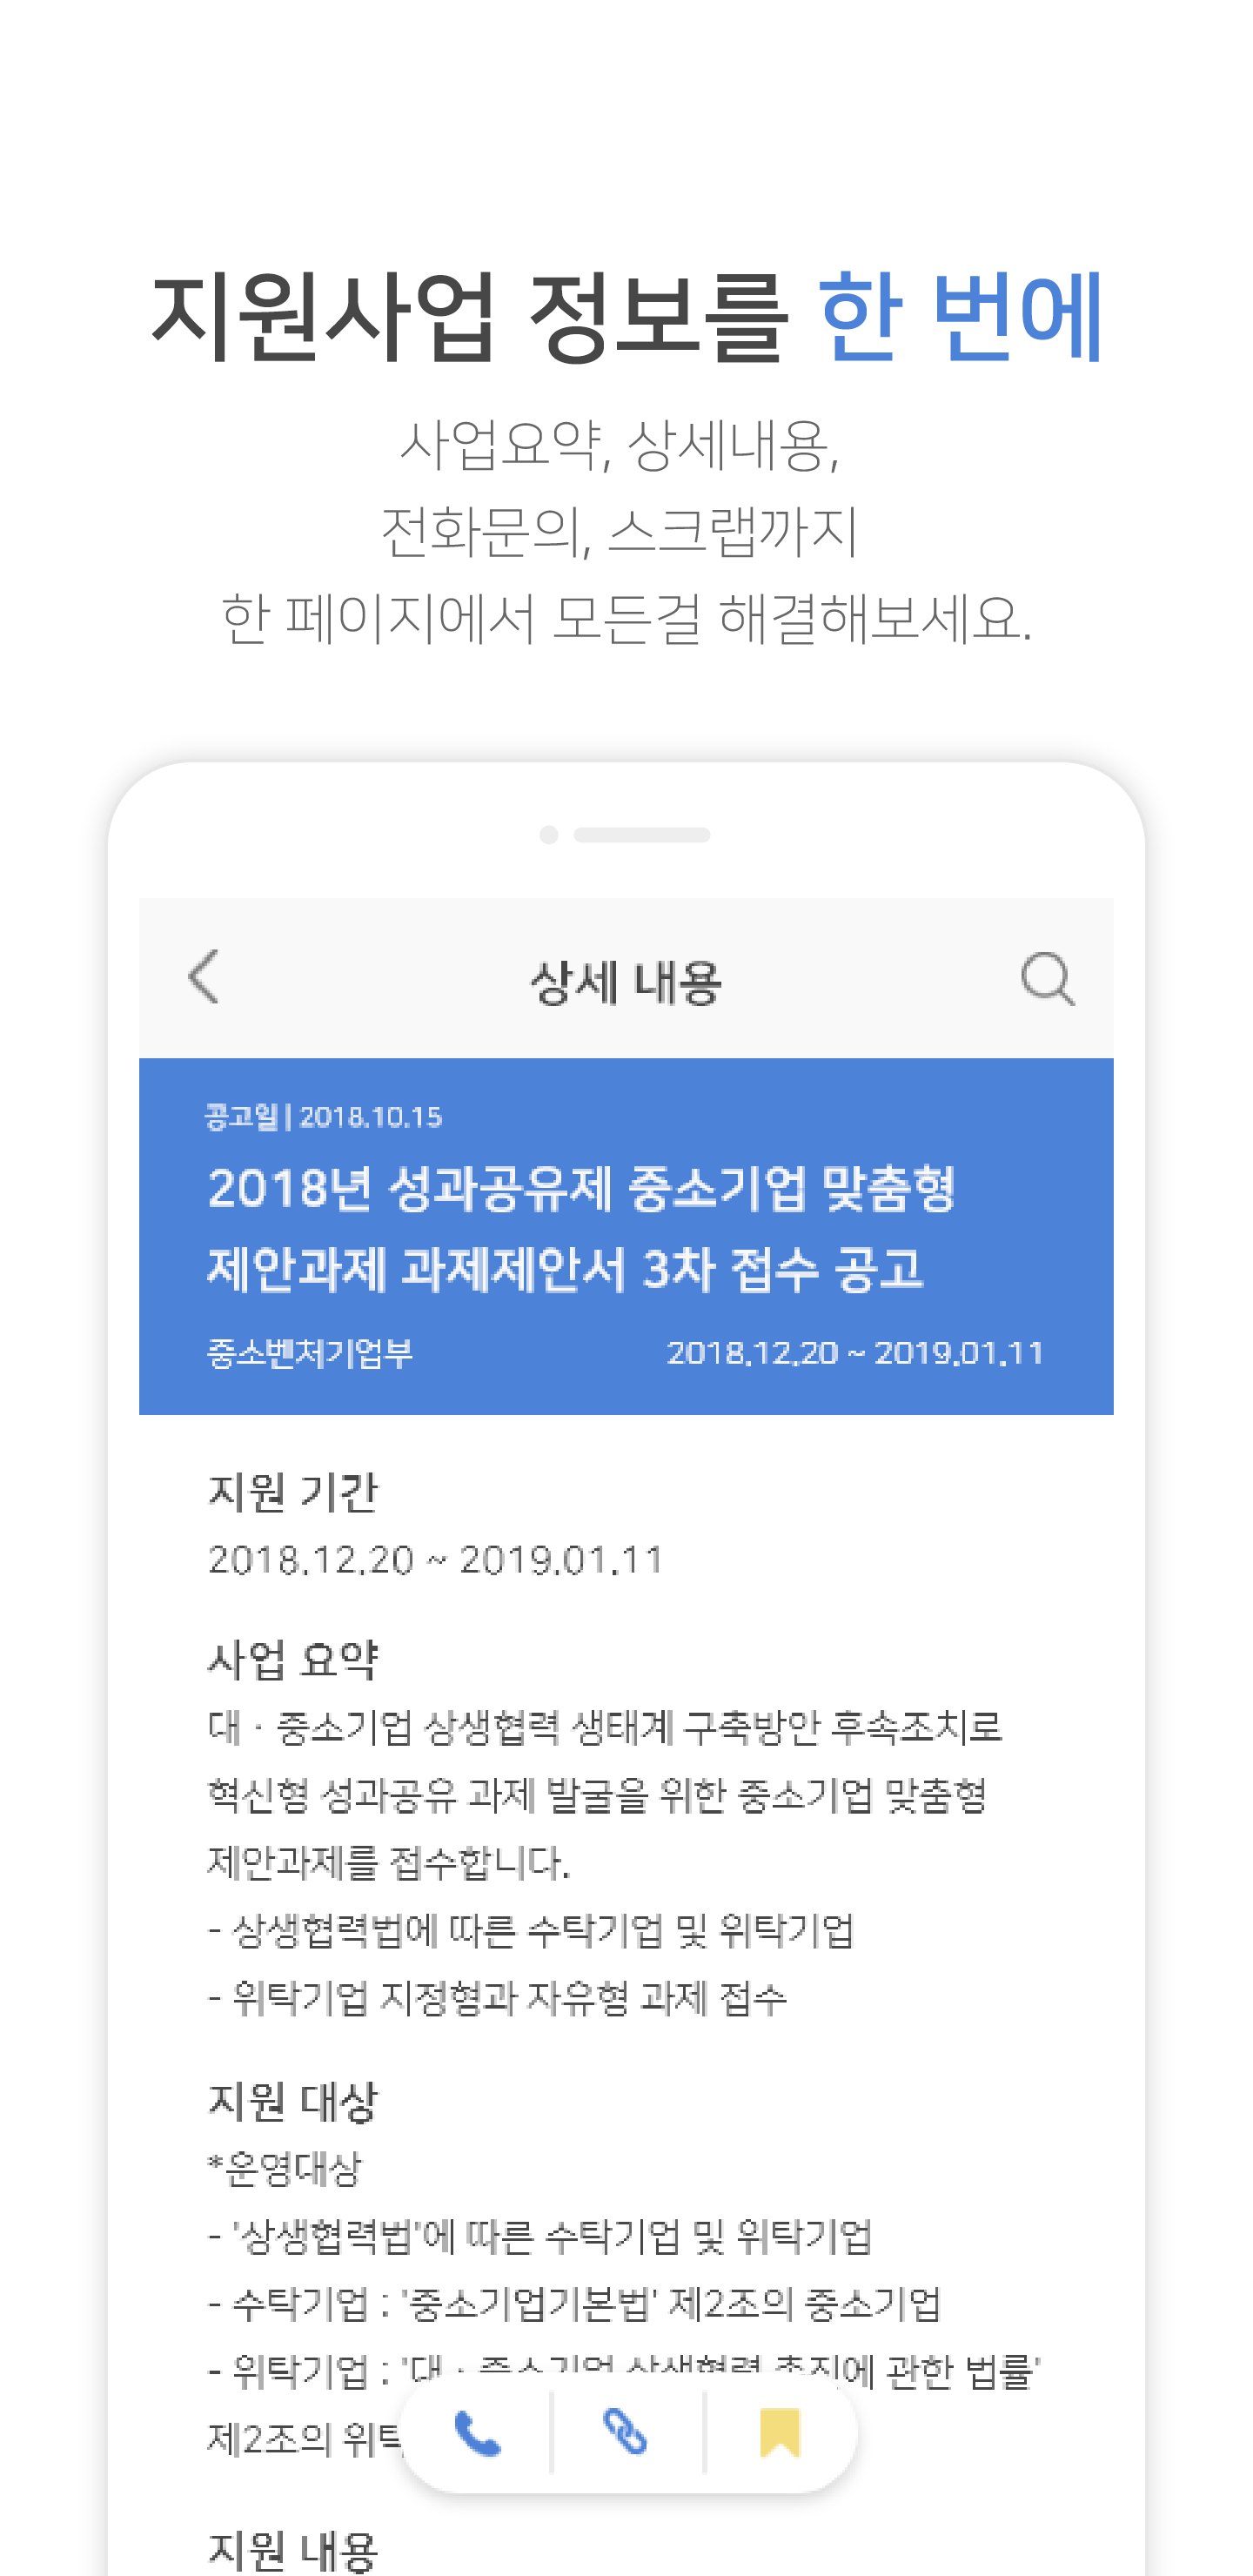 지원사업 정보를 한 번에
사업요약, 상세내용,
전화문의, 스크랩까지
한 페이지에서 모든걸 해결해보세요.
상세 내용
공고일 | 2018.10.15
2018년 성과공유제 중소기업 맞춤형
제안과제 과제제안서 3차 접수 공고
중소벤처기업부
2018.12.20 ~ 2019.01.11
지원 기간
2018.12.20 ~ 2019.01.11
사업 요약
대 · 중소기업 상생협력 생태계 구축방안 후속조치로
혁신형 성과공유 과제 발굴을 위한 중소기업 맞춤형
제안과제를 접수합니다.
- 상생협력법에 따른 수탁기업 및 위탁기업
- 위탁기업 지정형과 자유형 과제 접수
지원 대상
*운영대상
- '상생협력법'에 따른 수탁기업 및 위탁기업
- 수탁기업 : '중소기업기본법' 제2조의 중소기업
- 위탁기업 : '대 · 중소기업 상생협력 촉진에 관한 법률'
제2조의 위탁
지원 내용